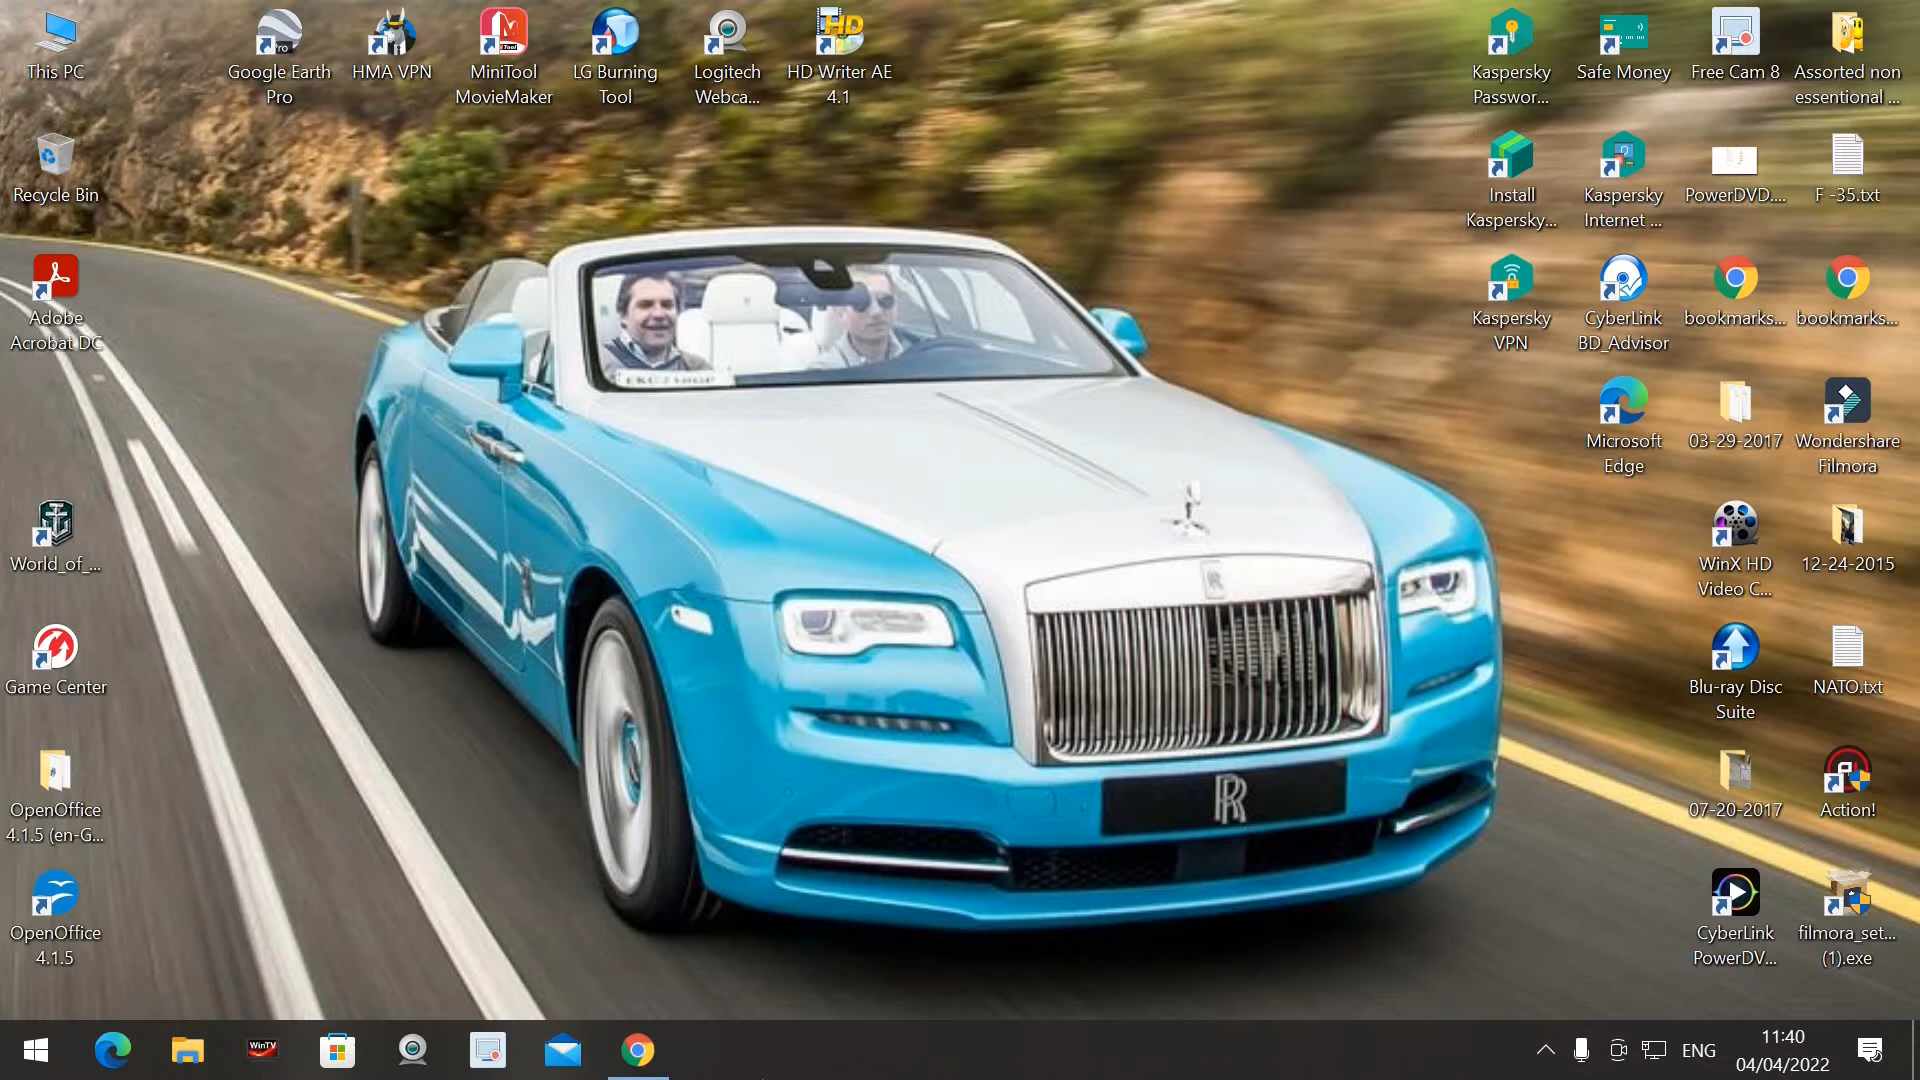 This PC
Google Earth
Pro
HMA VPN
MiniTool
MovieMaker
LG Burning
Tool
Logitech
Webca...
HD Writer AE
4.1
Kaspersky
Passwor...
Safe Money
Free Cam 8
Assorted non
essential ...
Recycle Bin
Install
Kaspersky...
Kaspersky
Internet ...
PowerDVD....
F -35.txt
Adobe
Acrobat DC
Kaspersky
VPN
CyberLink
BD_Advisor
bookmarks...
bookmarks...
Microsoft
Edge
03-29-2017
Wondershare
Filmora
World_of_...
WinX HD
Video C...
12-24-2015
Game Center
Blu-ray Disc
Suite
NATO.txt
OpenOffice
4.1.5 (en-G...
07-20-2017
Action!
OpenOffice
4.1.5
CyberLink
PowerDV...
filmora_set...
(1).exe
WinTV
ENG
11:40
04/04/2022